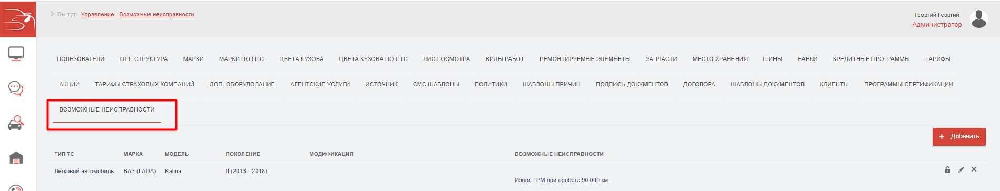 Вы тут - Управление - Возможные неисправности
Георгий Георгий
Администратор
ПОЛЬЗОВАТЕЛИ ОРГ. СТРУКТУРА МАРКИ МАРКИ ПО ПТС ЦВЕТА КУЗОВА ЦВЕТА КУЗОВА ПО ПТС ЛИСТ ОСМОТРА ВИДЫ РАБОТ РЕМОНТИРУЕМЫЕ ЭЛЕМЕНТЫ ЗАПЧАСТИ МЕСТО ХРАНЕНИЯ ШИНЫ БАНКИ КРЕДИТНЫЕ ПРОГРАММЫ ТАРИФЫ
АКЦИИ ТАРИФЫ СТРАХОВЫХ КОМПАНИЙ ДОП. ОБОРУДОВАНИЕ АГЕНТСКИЕ УСЛУГИ ИСТОЧНИК СМС ШАБЛОНЫ ПОЛИТИКИ ШАБЛОНЫ ПРИЧИН ПОДПИСЬ ДОКУМЕНТОВ ДОГОВОРА ШАБЛОНЫ ДОКУМЕНТОВ КЛИЕНТЫ ПРОГРАММЫ СЕРТИФИКАЦИИ
ВОЗМОЖНЫЕ НЕИСПРАВНОСТИ
+ Добавить
ТИП ТС МАРКА МОДЕЛЬ ПОКОЛЕНИЕ МОДИФИКАЦИЯ ВОЗМОЖНЫЕ НЕИСПРАВНОСТИ
Легковой автомобиль ВАЗ (LADA) Kalina II (2013—2018)
Износ ГРМ при пробеге 90 000 км.